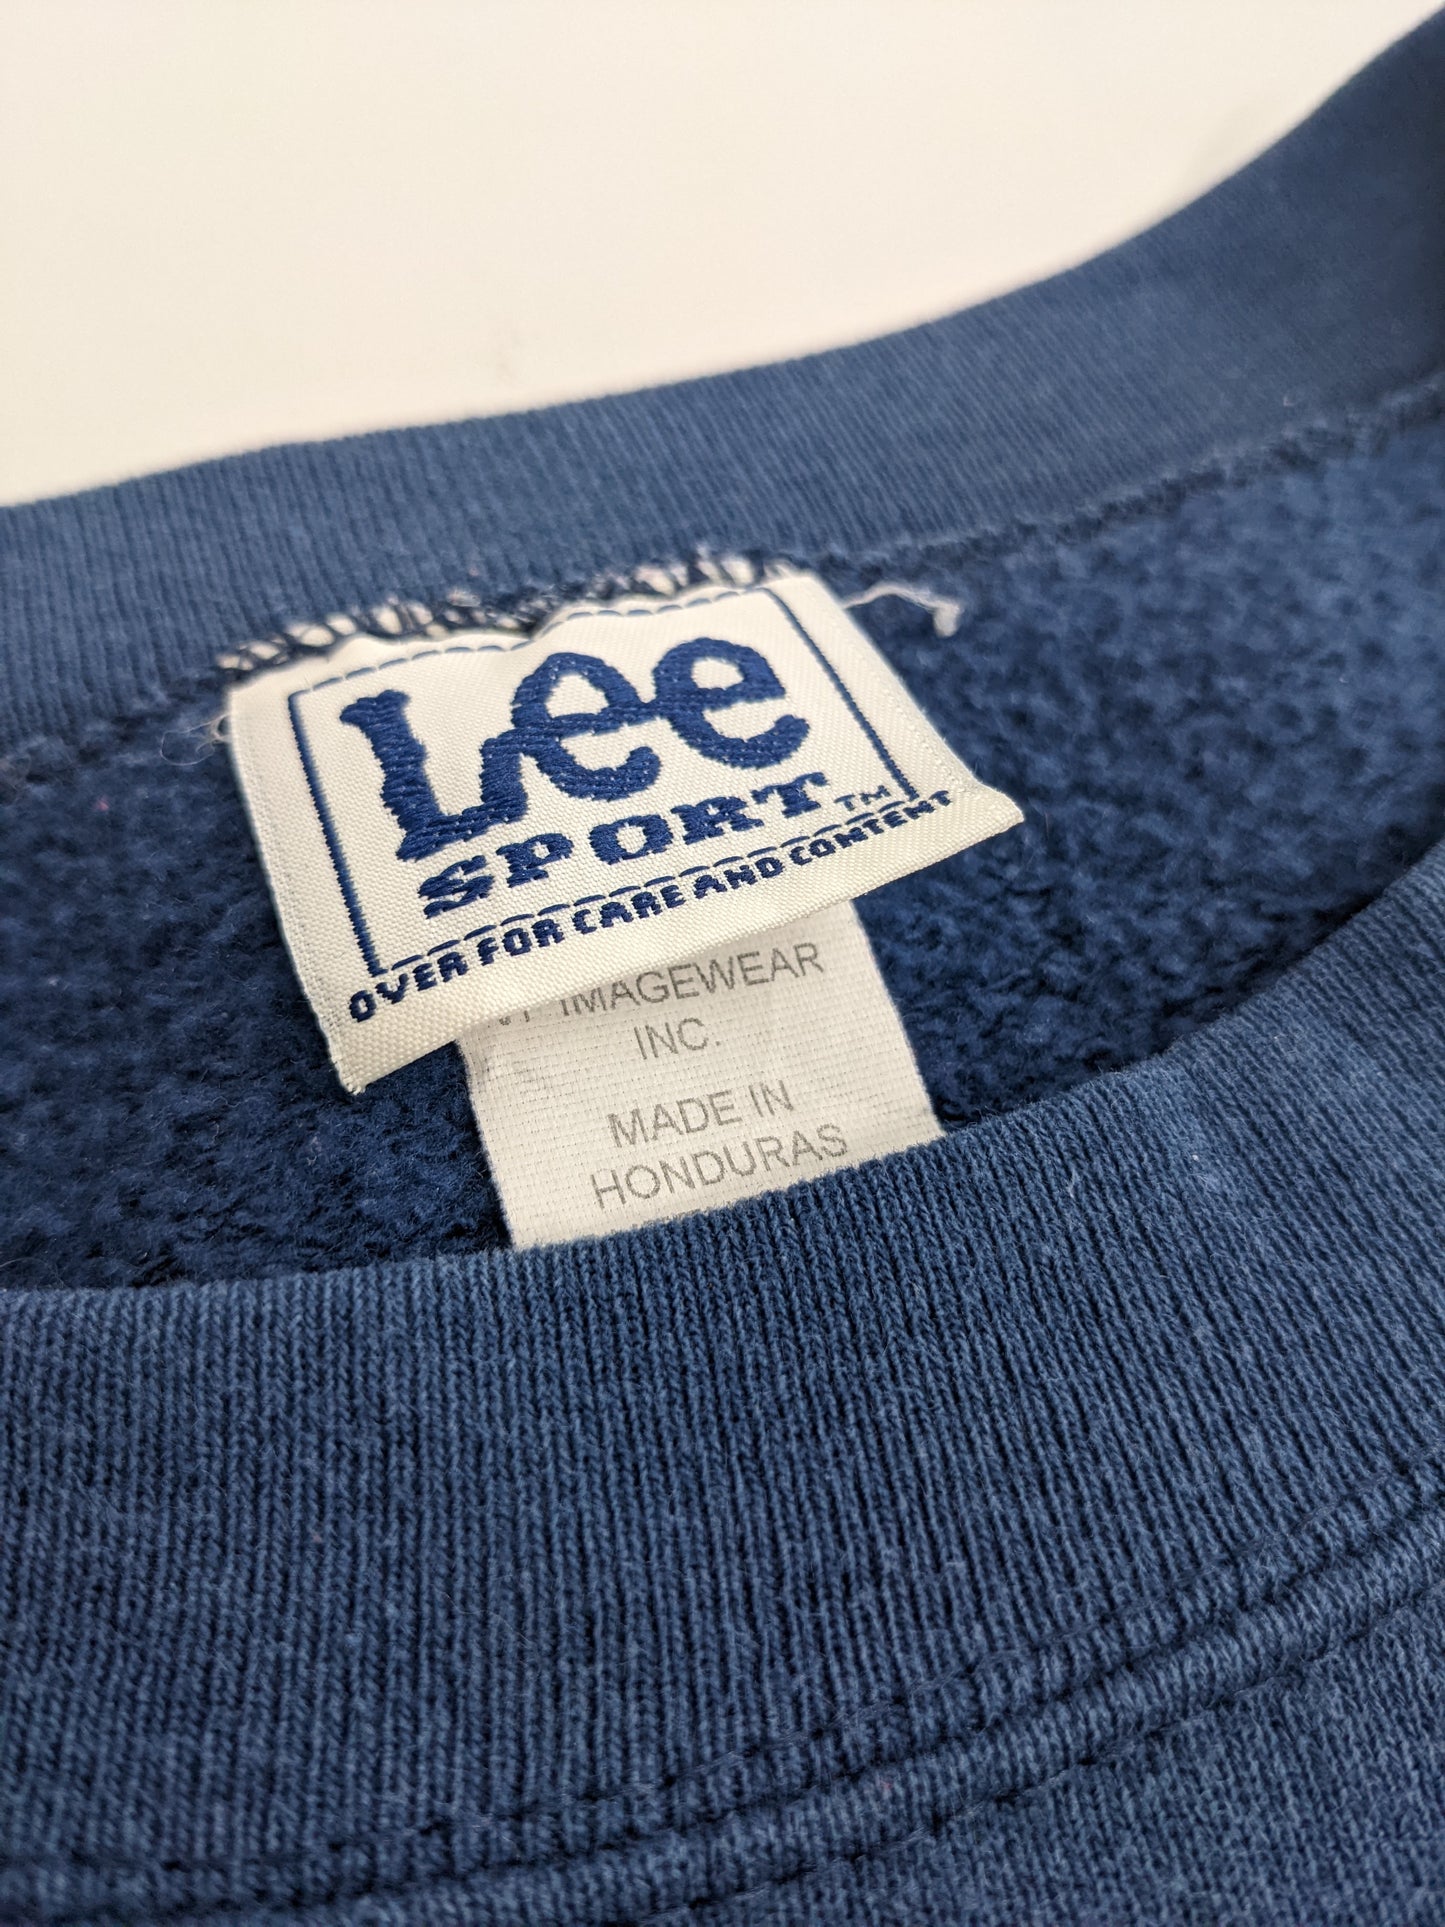 Lee
SPORT™
OVER FOR CARE AND CONTENT
IMAGEWEAR
INC.
MADE IN
HONDURAS